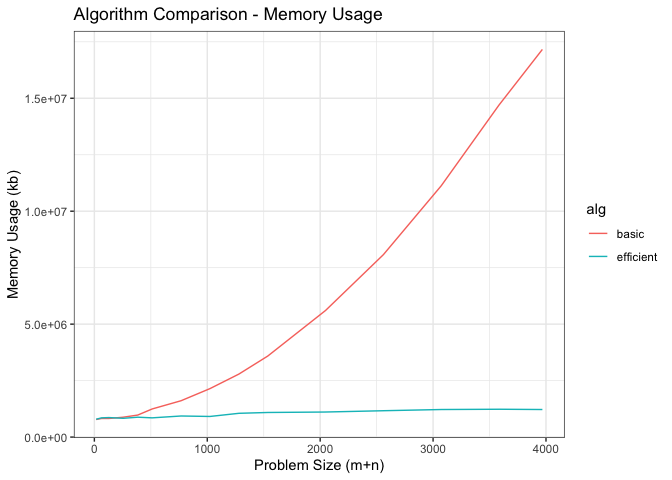 Algorithm Comparison - Memory Usage
Memory Usage (kb)
1.5e+07
1.0e+07
5.0e+06
0.0e+00
0 1000 2000 3000 4000
Problem Size (m+n)
alg
basic
efficient